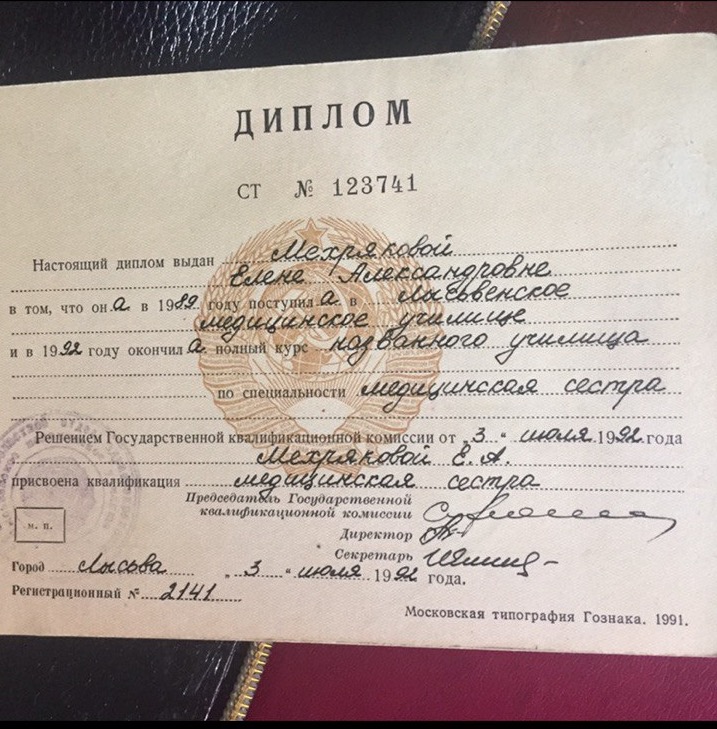 ДИПЛОМ
СТ № 123741
Настоящий диплом выдан Мехряковой
Елене Александровне
в том, что она в 1989 году поступила в Лысьвенское
медицинское училище
и в 1992 году окончила полный курс названного училища
по специальности медицинская сестра
Решением Государственной квалификационной комиссии от „3“ июля 1992 года
Мехряковой Е. А.
присвоена квалификация медицинская сестра
Председатель Государственной
квалификационной комиссии
Директор
Секретарь
м. п.
Город Лысьва „3“ июля 1992 года.
Регистрационный № 2141
Московская типография Гознака. 1991.